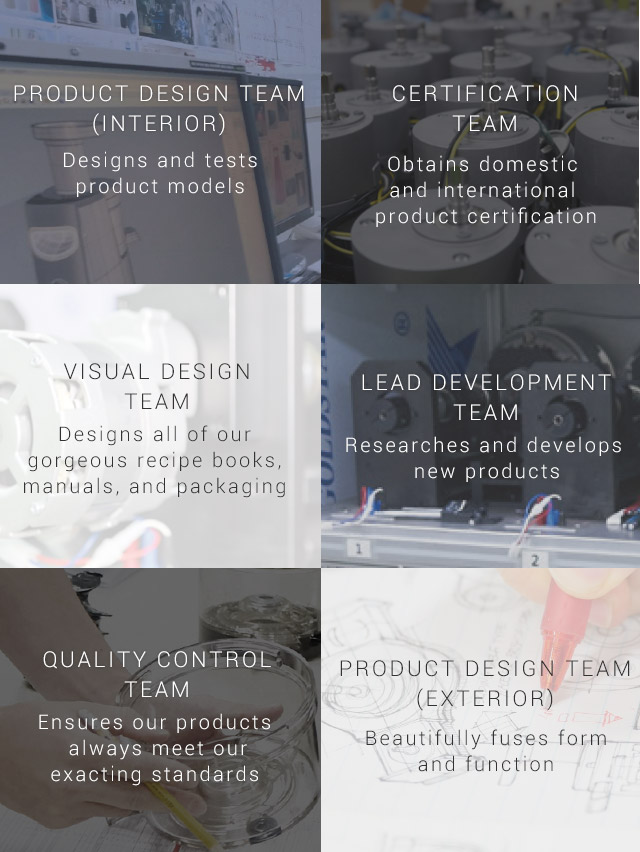 PRODUCT DESIGN TEAM
(INTERIOR)
Designs and tests
product models
CERTIFICATION
TEAM
Obtains domestic
and international
product certification
VISUAL DESIGN
TEAM
Designs all of our
gorgeous recipe books,
manuals, and packaging
LEAD DEVELOPMENT
TEAM
Researches and develops
new products
GOLDSTAR
1
2
QUALITY CONTROL
TEAM
Ensures our products
always meet our
exacting standards
PRODUCT DESIGN TEAM
(EXTERIOR)
Beautifully fuses form
and function